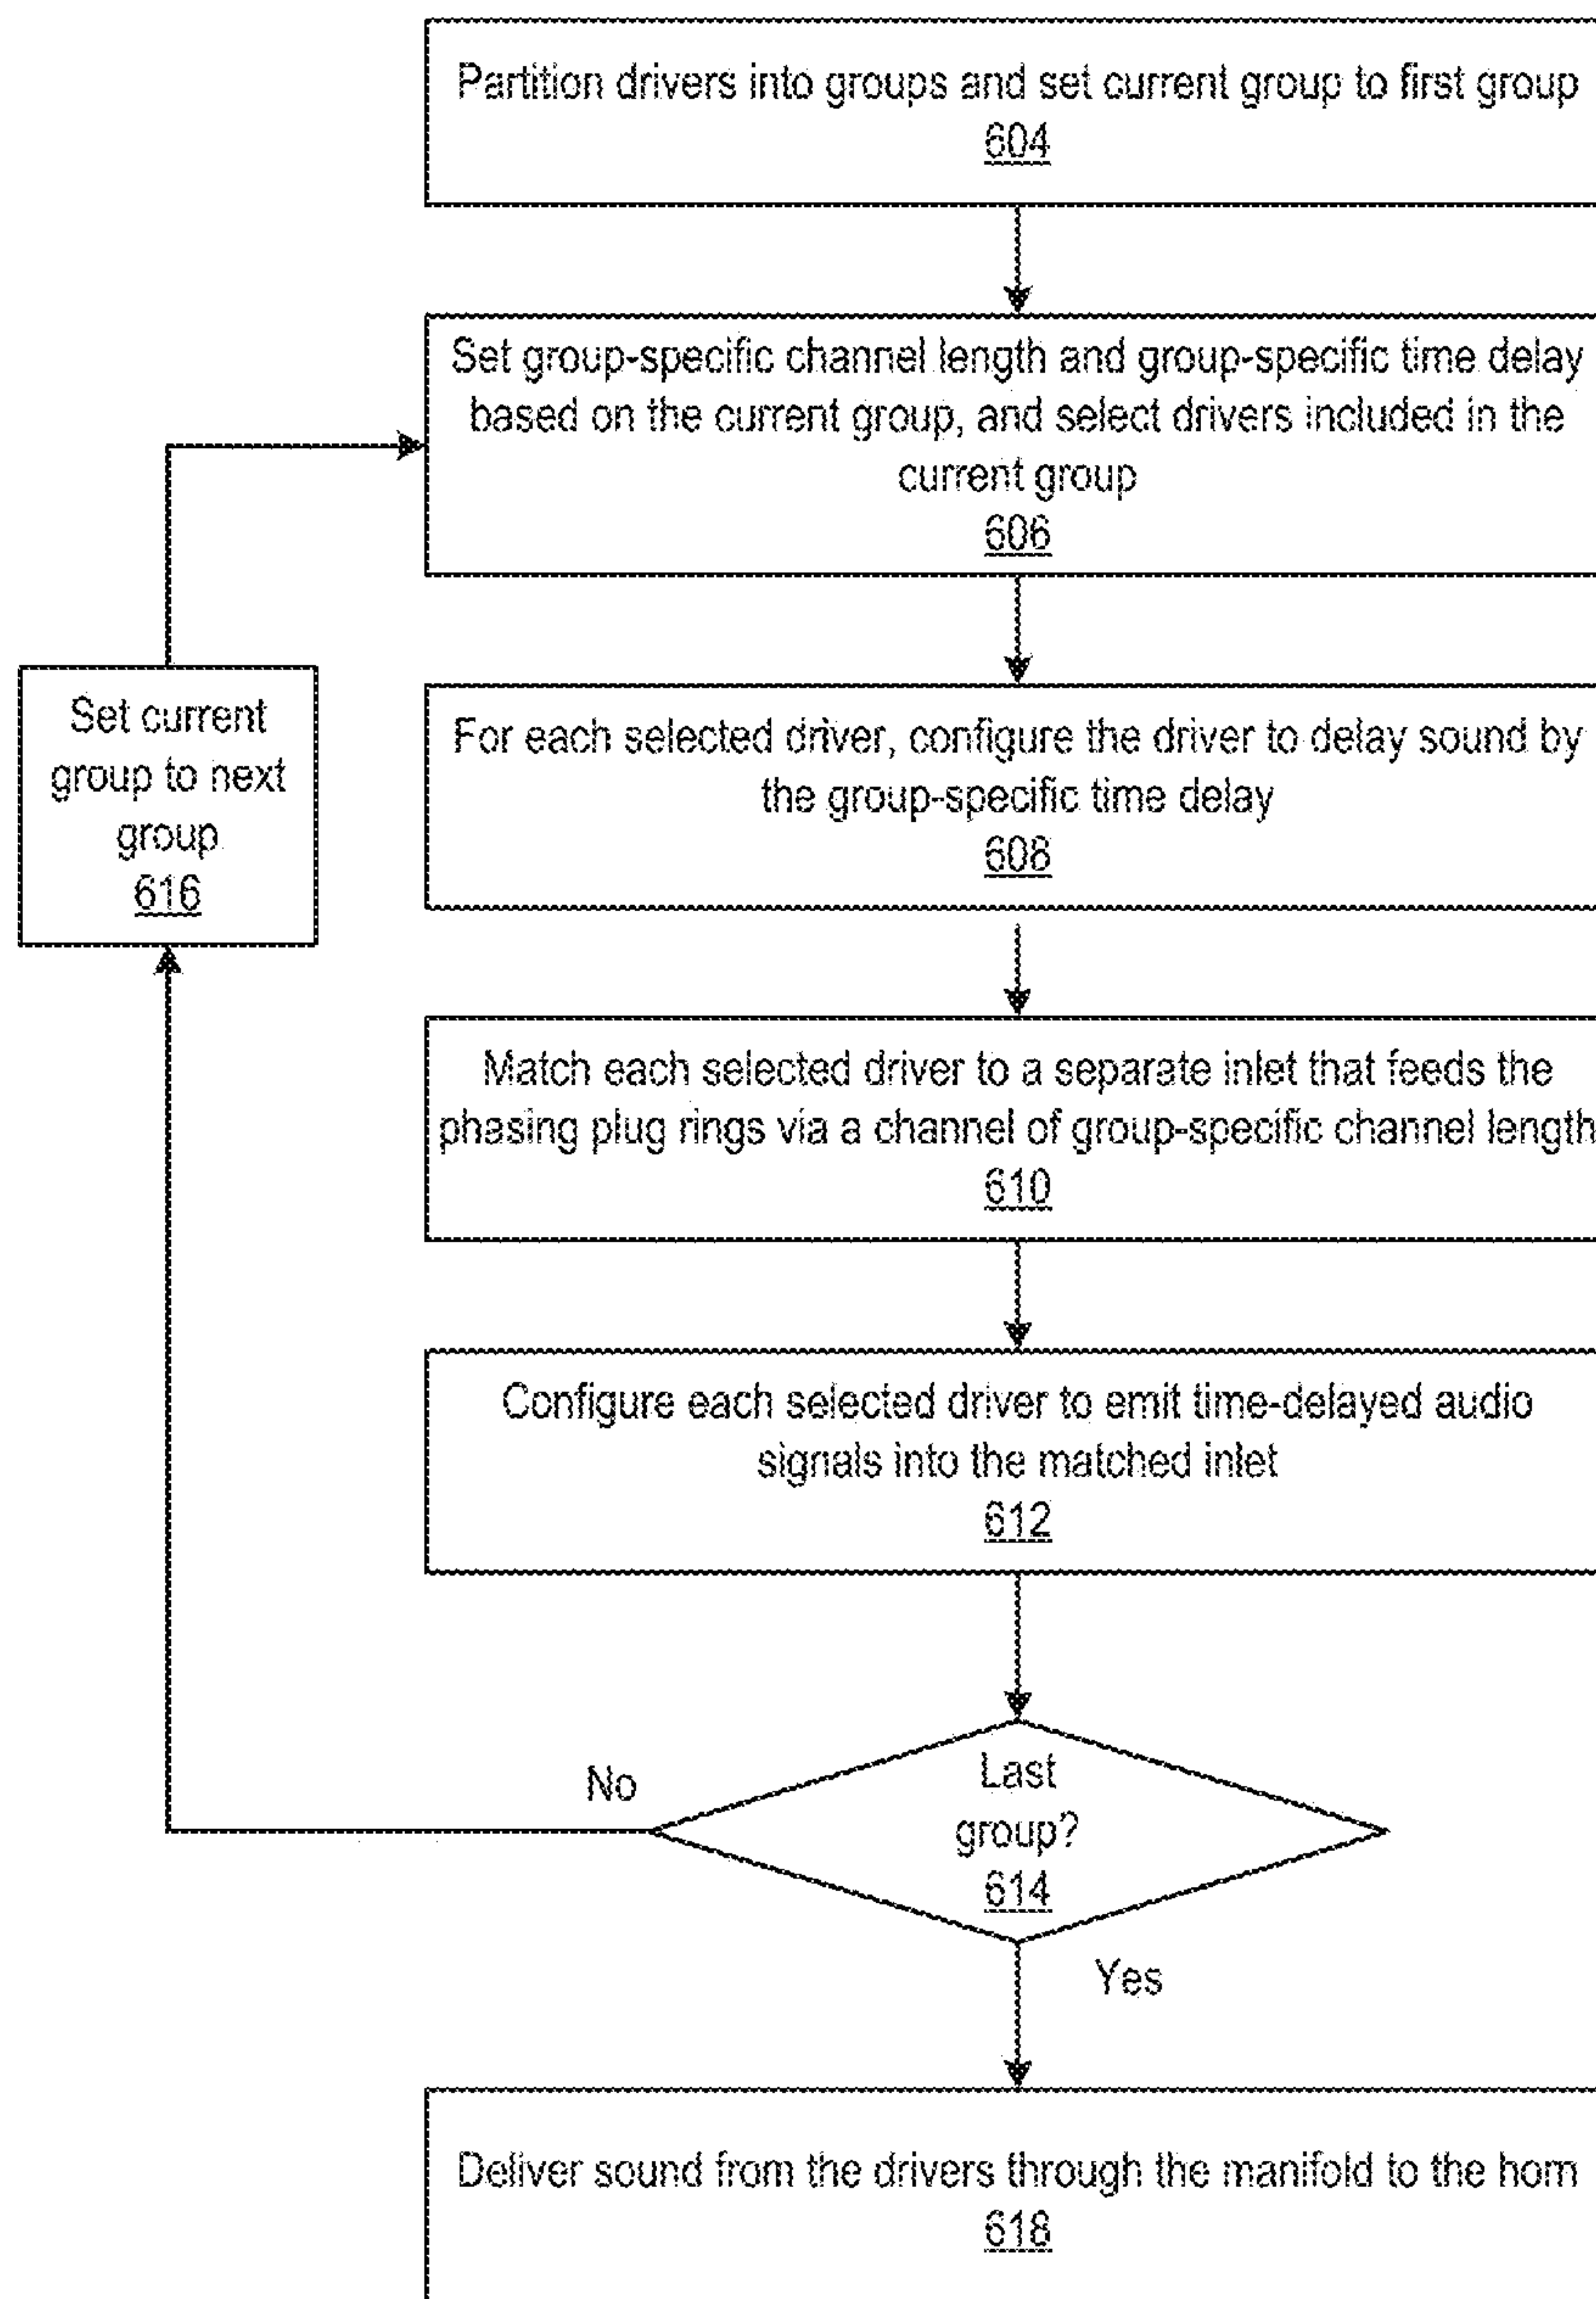 Partition drivers into groups and set current group to first group
604
Set group-specific channel length and group-specific time delay
based on the current group, and select drivers included in the
current group
606
Set current
group to next
group
616
For each selected driver, configure the driver to delay sound by
the group-specific time delay
608
Match each selected driver to a separate inlet that feeds the
phasing plug rings via a channel of group-specific channel length
610
Configure each selected driver to emit time-delayed audio
signals into the matched inlet
612
No
Last
group?
614
Yes
Deliver sound from the drivers through the manifold to the horn
618